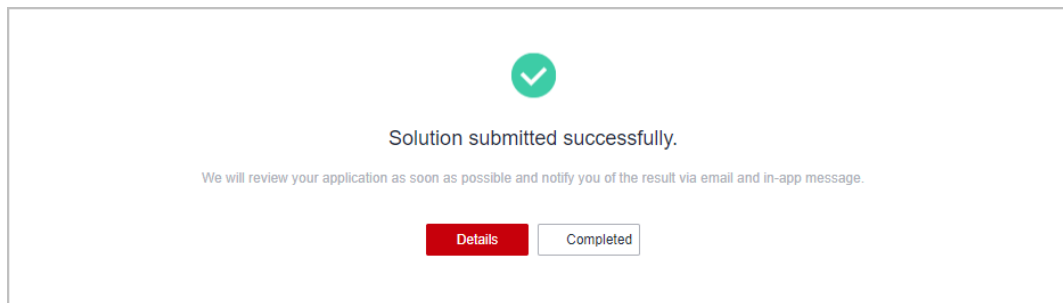 Solution submitted successfully.
We will review your application as soon as possible and notify you of the result via email and in-app message.
Details
Completed